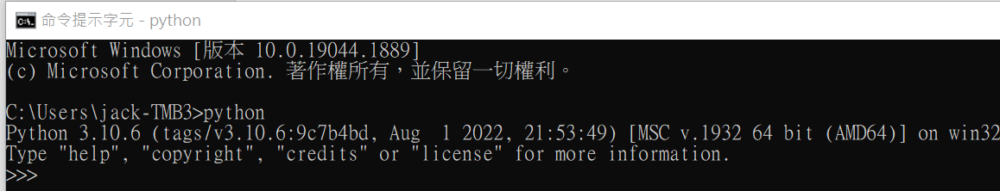 命令提示字元 - python
Microsoft Windows [版本 10.0.19044.1889]
(c) Microsoft Corporation. 著作權所有，並保留一切權利。
C:\Users\jack-TMB3>python
Python 3.10.6 (tags/v3.10.6:9c7b4bd, Aug  1 2022, 21:53:49) [MSC v.1932 64 bit (AMD64)] on win32
Type "help", "copyright", "credits" or "license" for more information.
>>>